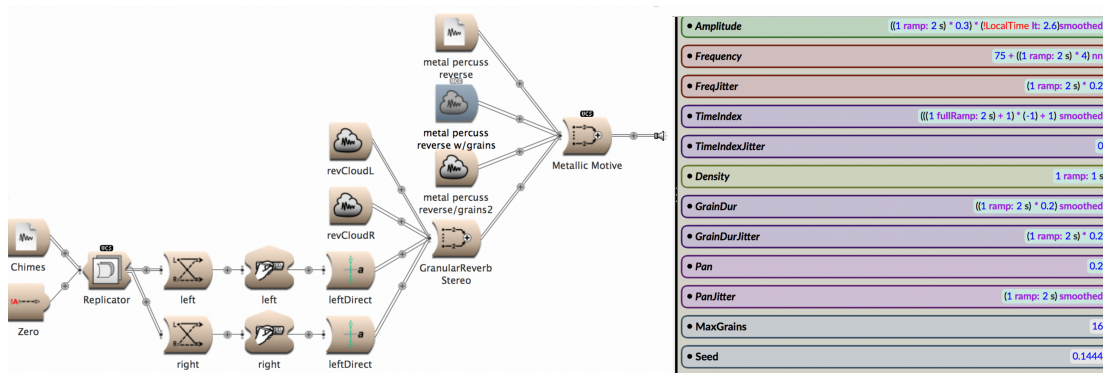 metal percuss
reverse
metal percuss
reverse w/grains
metal percuss
reverse/grains2
Metallic Motive
revCloudL
revCloudR
GranularReverb
Stereo
Chimes
Zero
Replicator
L
R
left
left
a
leftDirect
L
R
right
right
a
leftDirect
• Amplitude ((1 ramp: 2 s) * 0.3) * (!LocalTime lt: 2.6)smoothed
• Frequency 75 + ((1 ramp: 2 s) * 4) nn
• FreqJitter (1 ramp: 2 s) * 0.2
• TimeIndex (((1 fullRamp: 2 s) + 1) * (-1) + 1) smoothed
• TimeIndexJitter 0
• Density 1 ramp: 1 s
• GrainDur ((1 ramp: 2 s) * 0.2) smoothed
• GrainDurJitter (1 ramp: 2 s) * 0.2
• Pan 0.2
• PanJitter (1 ramp: 2 s) smoothed
• MaxGrains 16
• Seed 0.1444